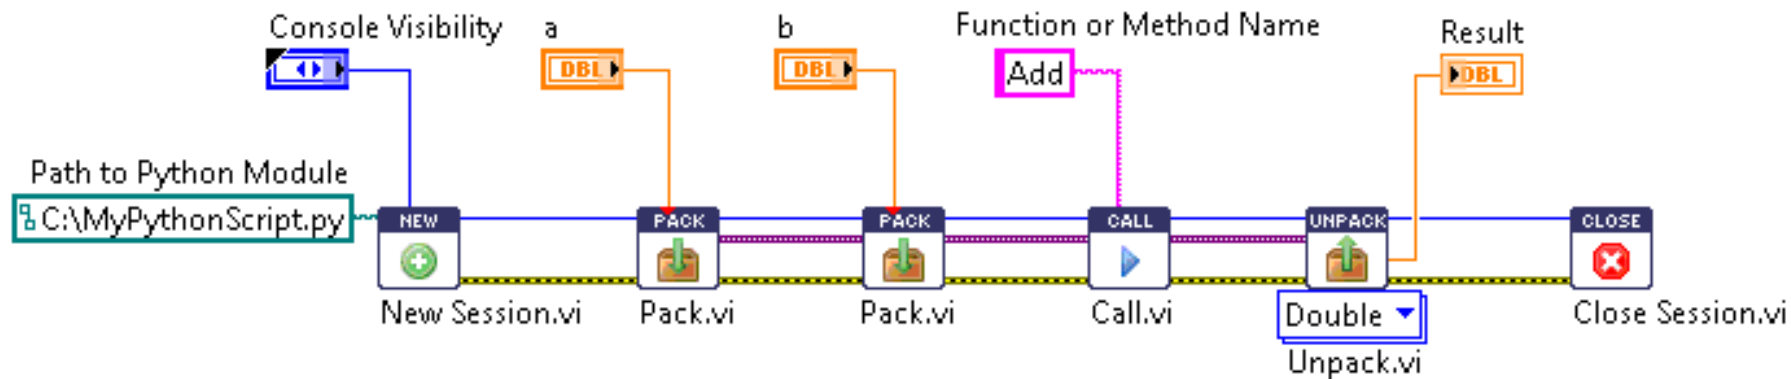 Console Visibility
a
b
Function or Method Name
Result
DBL
DBL
Add
DBL
Path to Python Module
C:\MyPythonScript.py
NEW
PACK
PACK
CALL
UNPACK
CLOSE
New Session.vi
Pack.vi
Pack.vi
Call.vi
Double
Close Session.vi
Unpack.vi